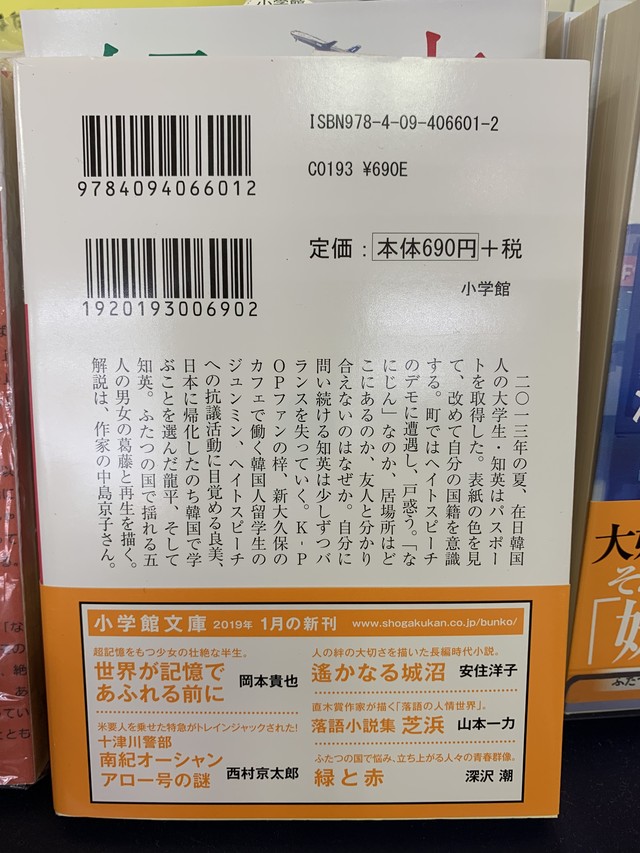 小学館
ISBN978-4-09-406601-2
9784094066012
C0193 ¥690E
定価：本体690円＋税
1920193006902
小学館
二〇一三年の夏、在日韓国
人の大学生・知英はパスポー
トを取得した。表紙の色を見
て、改めて自分の国籍を意識
する。町ではヘイトスピーチ
のデモに遭遇し、戸惑う。「な
にじん」なのか、居場所はど
こにあるのか、友人と分かり
合えないのはなぜか。自分に
問い続ける知英は少しずつバ
ランスを失っていく。K-P
OPファンの梓、新大久保の
カフェで働く韓国人留学生の
ジュンミン、ヘイトスピーチ
への抗議活動に目覚める良美、
日本に帰化したのち韓国で学
ぶことを選んだ龍平、そして
知英。ふたつの国で揺れる五
人の男女の葛藤と再生を描く。
解説は、作家の中島京子さん。
小学館文庫 2019年 1月の新刊 www.shogakukan.co.jp/bunko/
超記憶をもつ少女の壮絶な半生。
世界が記憶で
あふれる前に 岡本貴也
米要人を乗せた特急がトレインジャックされた!
十津川警部
南紀オーシャン
アロー号の謎 西村京太郎
人の絆の大切さを描いた長編時代小説。
遙かなる城沼 安住洋子
直木賞作家が描く「落語の人情世界」。
落語小説集 芝浜 山本一力
ふたつの国で悩み、立ち上がる人々の青春群像。
緑と赤 深沢 潮